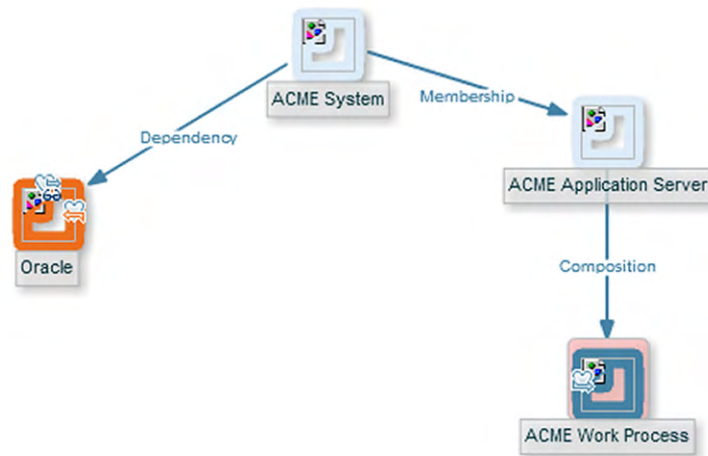 ACME System
Membership
Dependency
ACME Application Server
Oracle
Composition
ACME Work Process